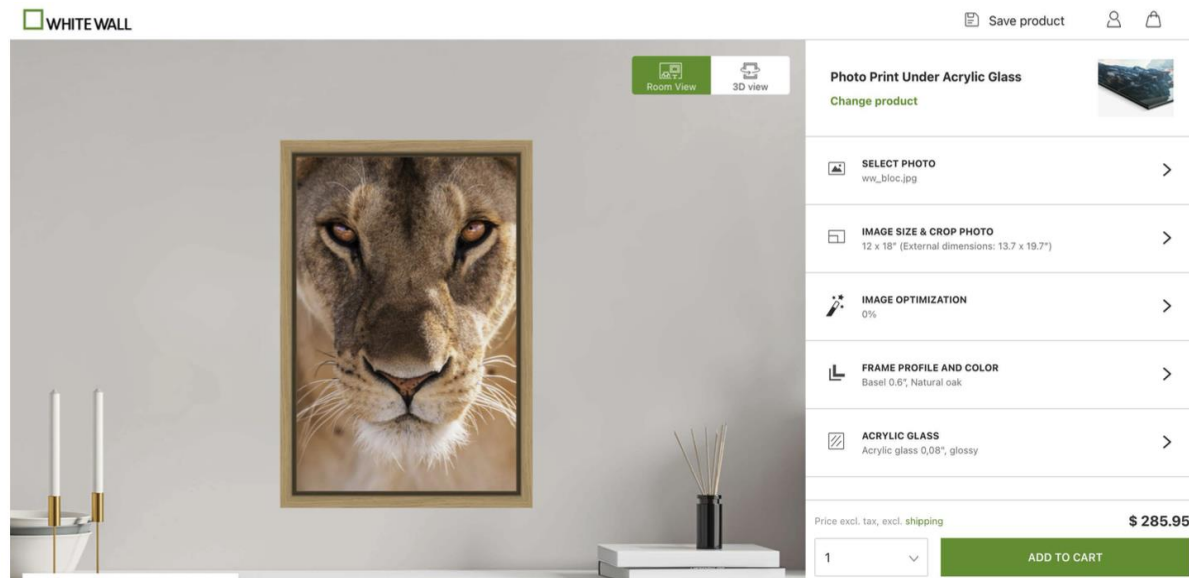 WHITE WALL
Save product
Room View
3D view
Photo Print Under Acrylic Glass
Change product
SELECT PHOTO
ww_bloc.jpg
IMAGE SIZE & CROP PHOTO
12 x 18" (External dimensions: 13.7 x 19.7")
IMAGE OPTIMIZATION
0%
FRAME PROFILE AND COLOR
Basel 0.6", Natural oak
ACRYLIC GLASS
Acrylic glass 0,08", glossy
Price excl. tax, excl. shipping
$ 285.95
1
ADD TO CART